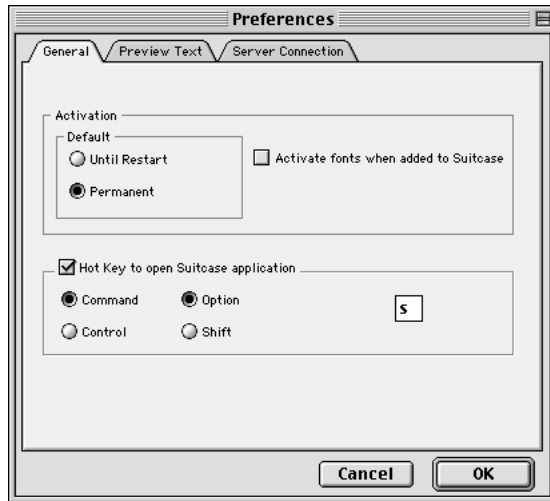 Preferences
General Preview Text Server Connection
Activation
Default
Until Restart
Activate fonts when added to Suitcase
Permanent
Hot Key to open Suitcase application
Command Option
s
Control Shift
Cancel OK